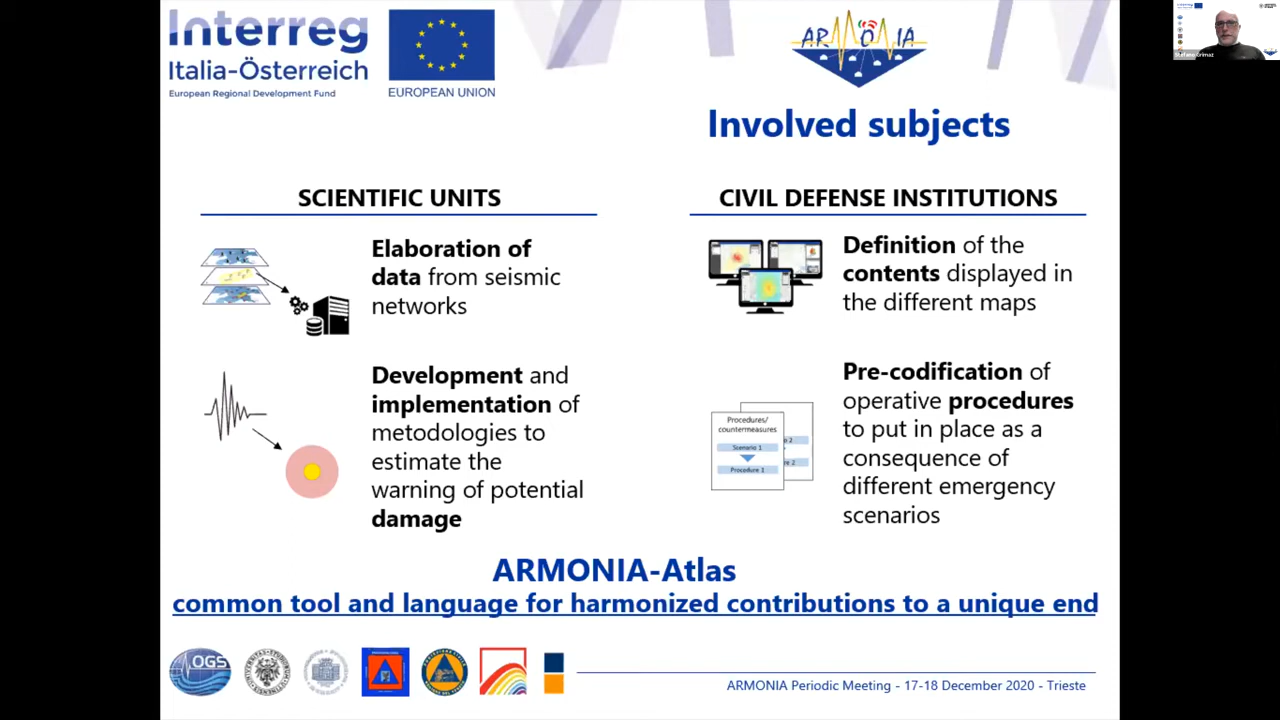 Interreg
Italia-Österreich
European Regional Development Fund
EUROPEAN UNION
ARMONIA
Stefano Grimaz
Involved subjects
SCIENTIFIC UNITS
Elaboration of
data from seismic
networks
Development and
implementation of
metodologies to
estimate the
warning of potential
damage
CIVIL DEFENSE INSTITUTIONS
Definition of the
contents displayed in
the different maps
Procedures/
countermeasures
Scenario 1
Procedure 1
Pre-codification of
operative procedures
to put in place as a
consequence of
different emergency
scenarios
ARMONIA-Atlas
common tool and language for harmonized contributions to a unique end
OGS
ARMONIA Periodic Meeting - 17-18 December 2020 - Trieste